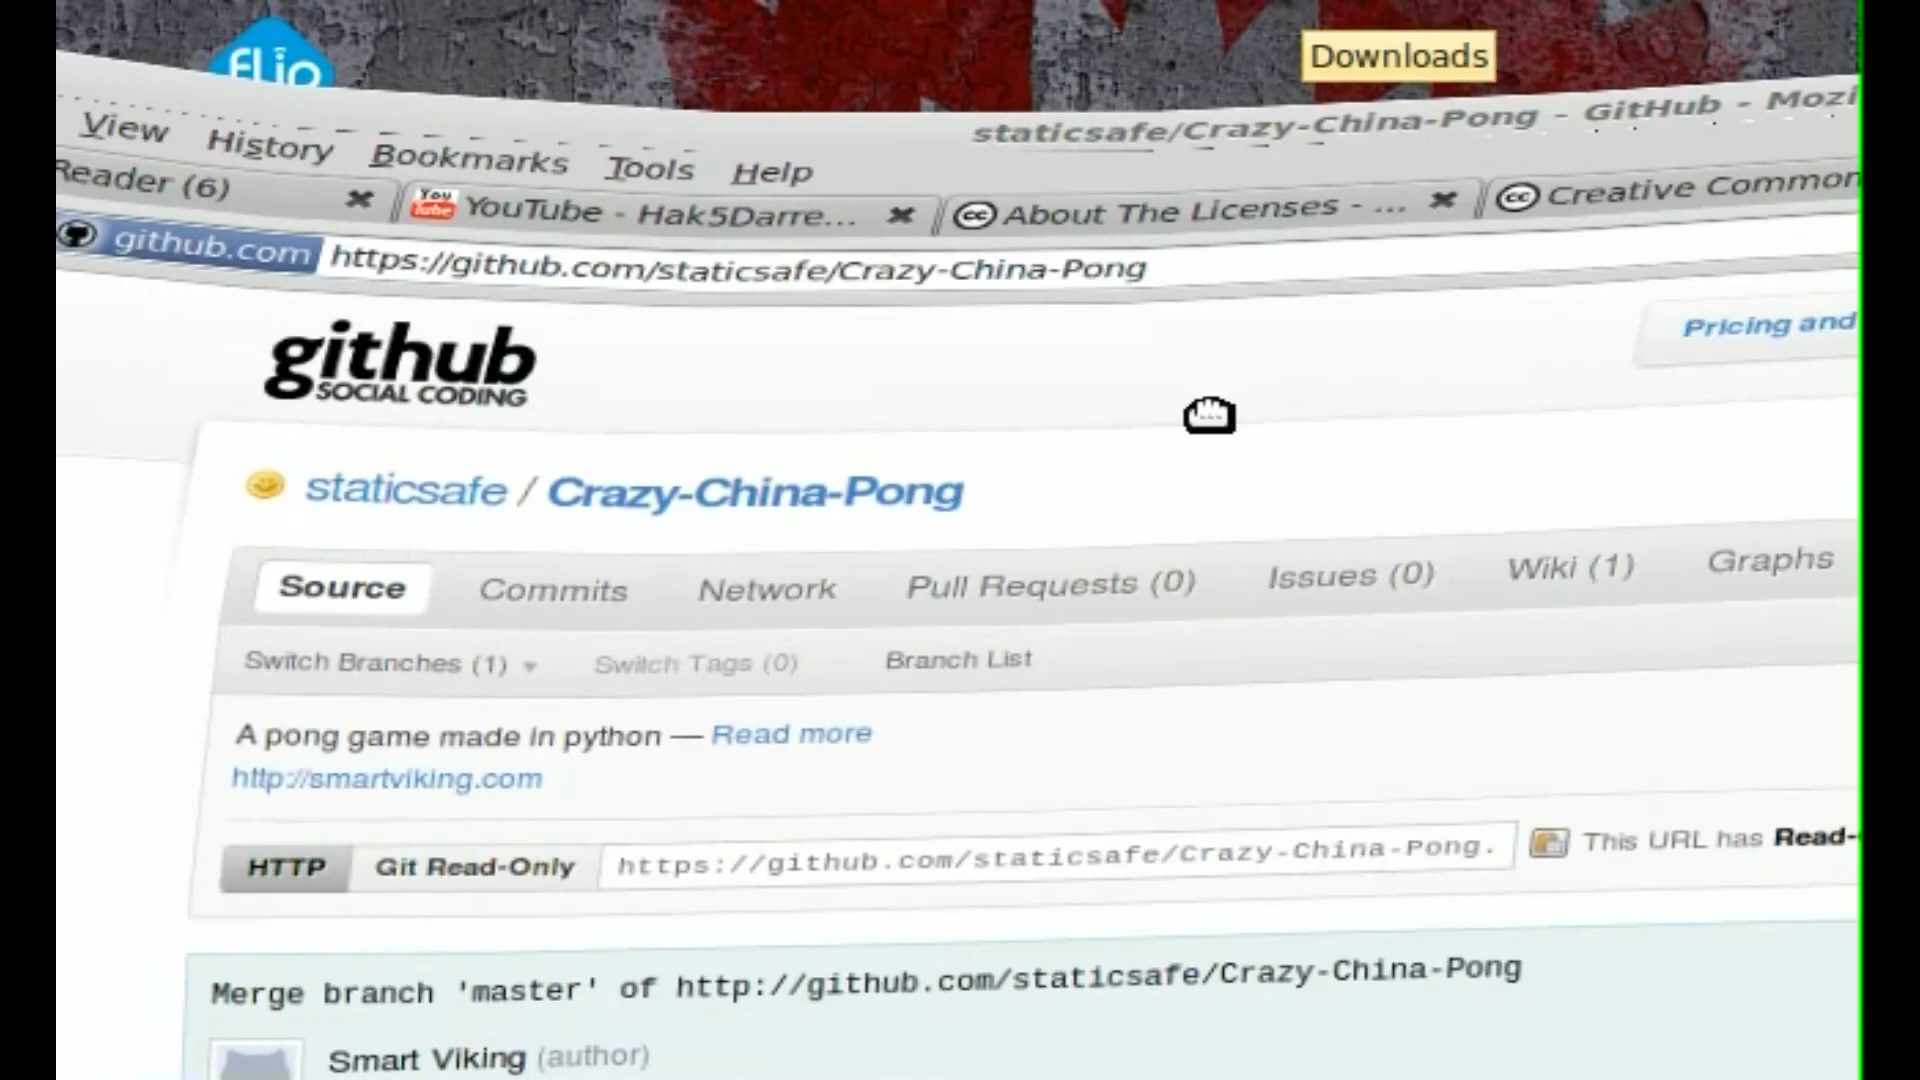 FLip
Downloads
staticsafe/Crazy-China-Pong - GitHub - Mozi
View History Bookmarks Tools Help
Reader (6)
You Tube YouTube - Hak5Darre...
cc About The Licenses - ...
cc Creative Common
github.com https://github.com/staticsafe/Crazy-China-Pong
github
SOCIAL CODING
Pricing and
staticsafe / Crazy-China-Pong
Source Commits Network Pull Requests (0) Issues (0) Wiki (1) Graphs
Switch Branches (1) Switch Tags (0) Branch List
A pong game made in python — Read more
http://smartviking.com
HTTP Git Read-Only https://github.com/staticsafe/Crazy-China-Pong. This URL has Read-
Merge branch 'master' of http://github.com/staticsafe/Crazy-China-Pong
Smart Viking (author)